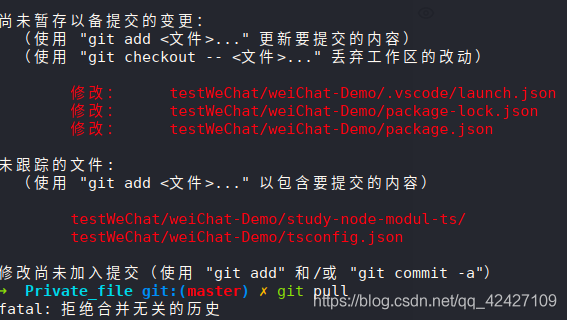 尚未暂存以备提交的变更:
（使用 "git add <文件>..." 更新要提交的内容）
（使用 "git checkout -- <文件>..." 丢弃工作区的改动）
修改: testWeChat/weiChat-Demo/.vscode/launch.json
修改: testWeChat/weiChat-Demo/package-lock.json
修改: testWeChat/weiChat-Demo/package.json
未跟踪的文件:
（使用 "git add <文件>..." 以包含要提交的内容）
testWeChat/weiChat-Demo/study-node-modul-ts/
testWeChat/weiChat-Demo/tsconfig.json
修改尚未加入提交（使用 "git add" 和/或 "git commit -a"）
→ Private_file git:(master) ✗ git pull
fatal: 拒绝合并无关的历史
https://blog.csdn.net/qq_42427109